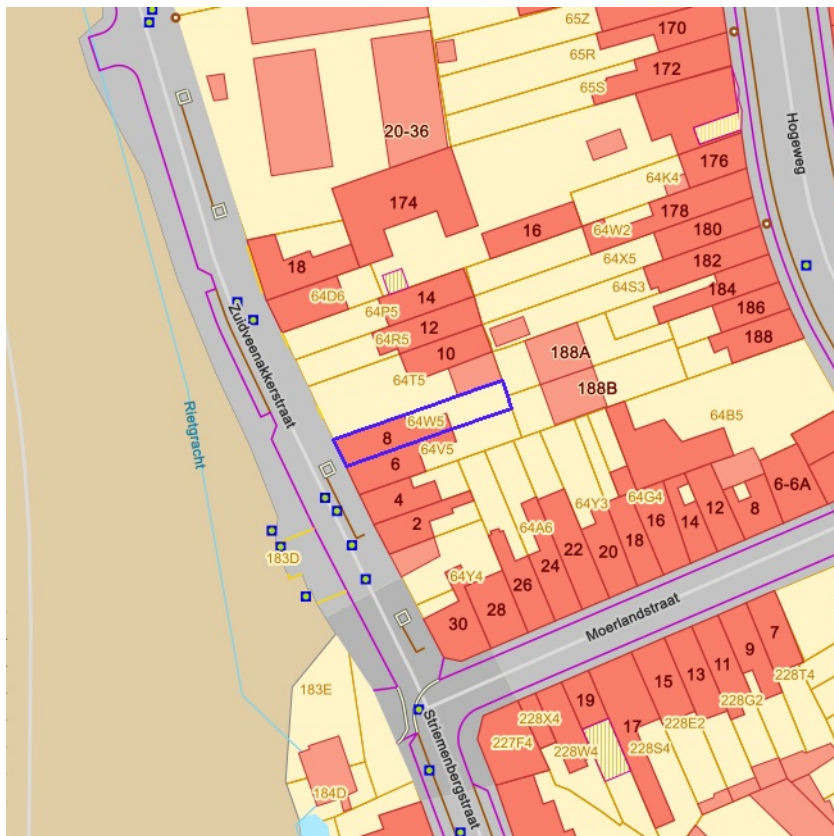 65Z
170
65R
172
65S
Hogeweg
20-36
176
64K4
174
178
16
64W2
180
64X5
182
18
64S3
64D6
184
14
64P5
186
12
64R5
188
10
188A
64T5
188B
Zuidveenakkerstraat
Rietgracht
64W5
64B5
8
64V5
6
4
2
64Y3
64G4
6-6A
16
12
8
14
64A6
22
18
20
24
26
183D
64Y4
28
30
Moerlandstraat
7
9
11
13
15
228T4
183E
19
228G2
228X4
17
228E2
227F4
228W4
228S4
Striemenbergstraat
184D